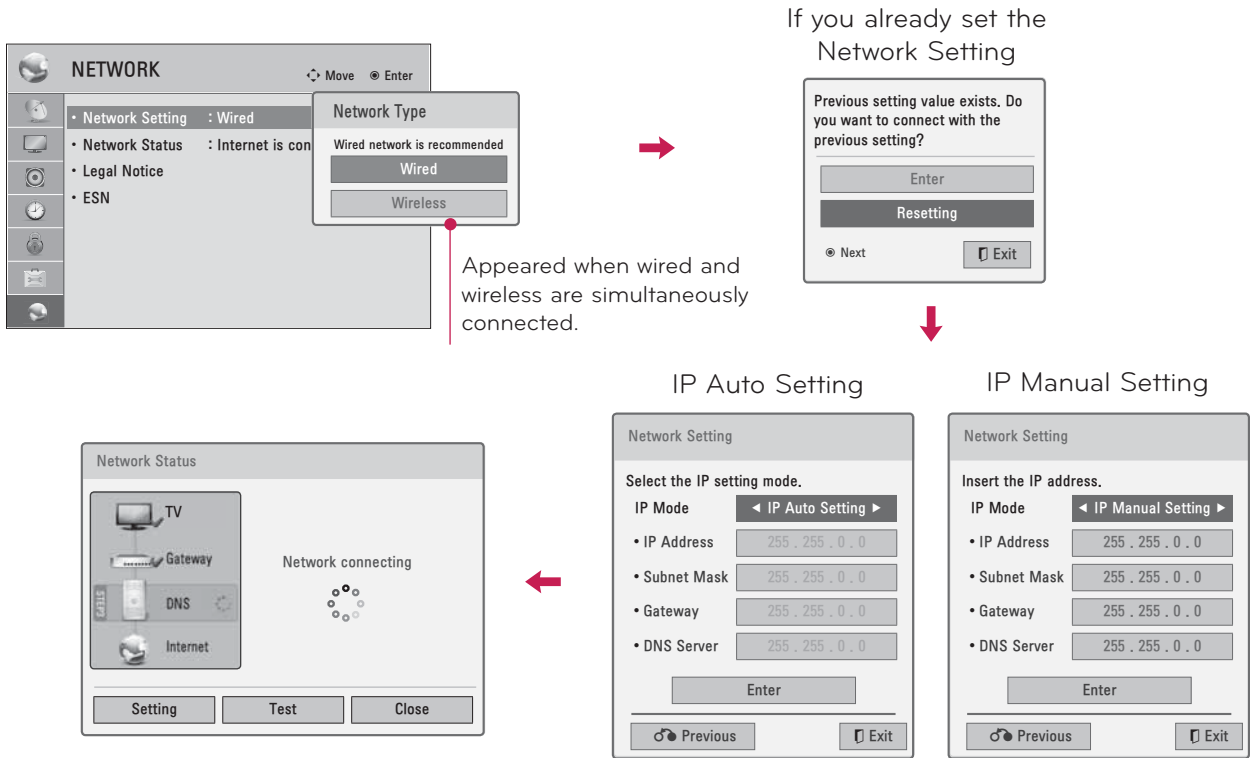 If you already set the
Network Setting
NETWORK
Move Enter
• Network Setting : Wired
• Network Status : Internet is con
• Legal Notice
• ESN
Network Type
Wired network is recommended
Wired
Wireless
Appeared when wired and
wireless are simultaneously
connected.
Previous setting value exists. Do
you want to connect with the
previous setting?
Enter
Resetting
Next
Exit
IP Auto Setting
Network Setting
Select the IP setting mode.
IP Mode ◄ IP Auto Setting ►
• IP Address 255 . 255 . 0 . 0
• Subnet Mask 255 . 255 . 0 . 0
• Gateway 255 . 255 . 0 . 0
• DNS Server 255 . 255 . 0 . 0
Enter
Previous
Exit
IP Manual Setting
Network Setting
Insert the IP address.
IP Mode ◄ IP Manual Setting ►
• IP Address 255 . 255 . 0 . 0
• Subnet Mask 255 . 255 . 0 . 0
• Gateway 255 . 255 . 0 . 0
• DNS Server 255 . 255 . 0 . 0
Enter
Previous
Exit
Network Status
TV
Gateway
DNS
Internet
Network connecting
Setting
Test
Close